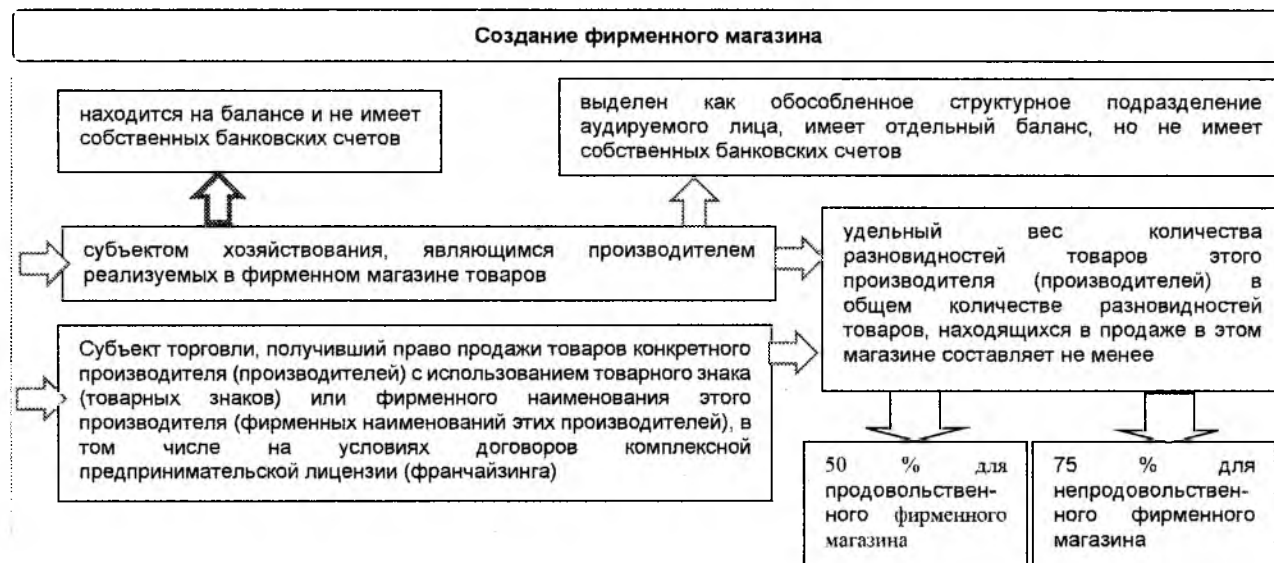 Создание фирменного магазина
находится на балансе и не имеет
собственных банковских счетов
выделен как обособленное структурное подразделение
аудируемого лица, имеет отдельный баланс, но не имеет
собственных банковских счетов
субъектом хозяйствования, являющимся производителем
реализуемых в фирменном магазине товаров
удельный вес количества
разновидностей товаров этого
производителя (производителей) в
общем количестве разновидностей
товаров, находящихся в продаже в этом
магазине составляет не менее
Субъект торговли, получивший право продажи товаров конкретного
производителя (производителей) с использованием товарного знака
(товарных знаков) или фирменного наименования этого
производителя (фирменных наименований этих производителей), в
том числе на условиях договоров комплексной
предпринимательской лицензии (франчайзинга)
50 % для
продовольствен-
ного фирменного
магазина
75 % для
непродовольствен-
ного фирменного
магазина